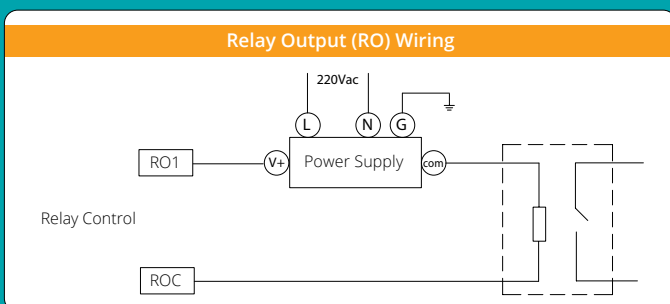 Relay Output (RO) Wiring
220Vac
L N G
RO1 V+ Power Supply com
Relay Control
ROC